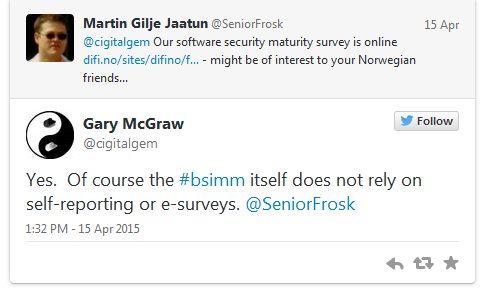 Martin Gilje Jaatun @SeniorFrosk 15 Apr
@cigitalgem Our software security maturity survey is online
difi.no/sites/difino/f... - might be of interest to your Norwegian
friends...
Gary McGraw
Follow
@cigitalgem
Yes. Of course the #bsimm itself does not rely on
self-reporting or e-surveys. @SeniorFrosk
1:32 PM - 15 Apr 2015